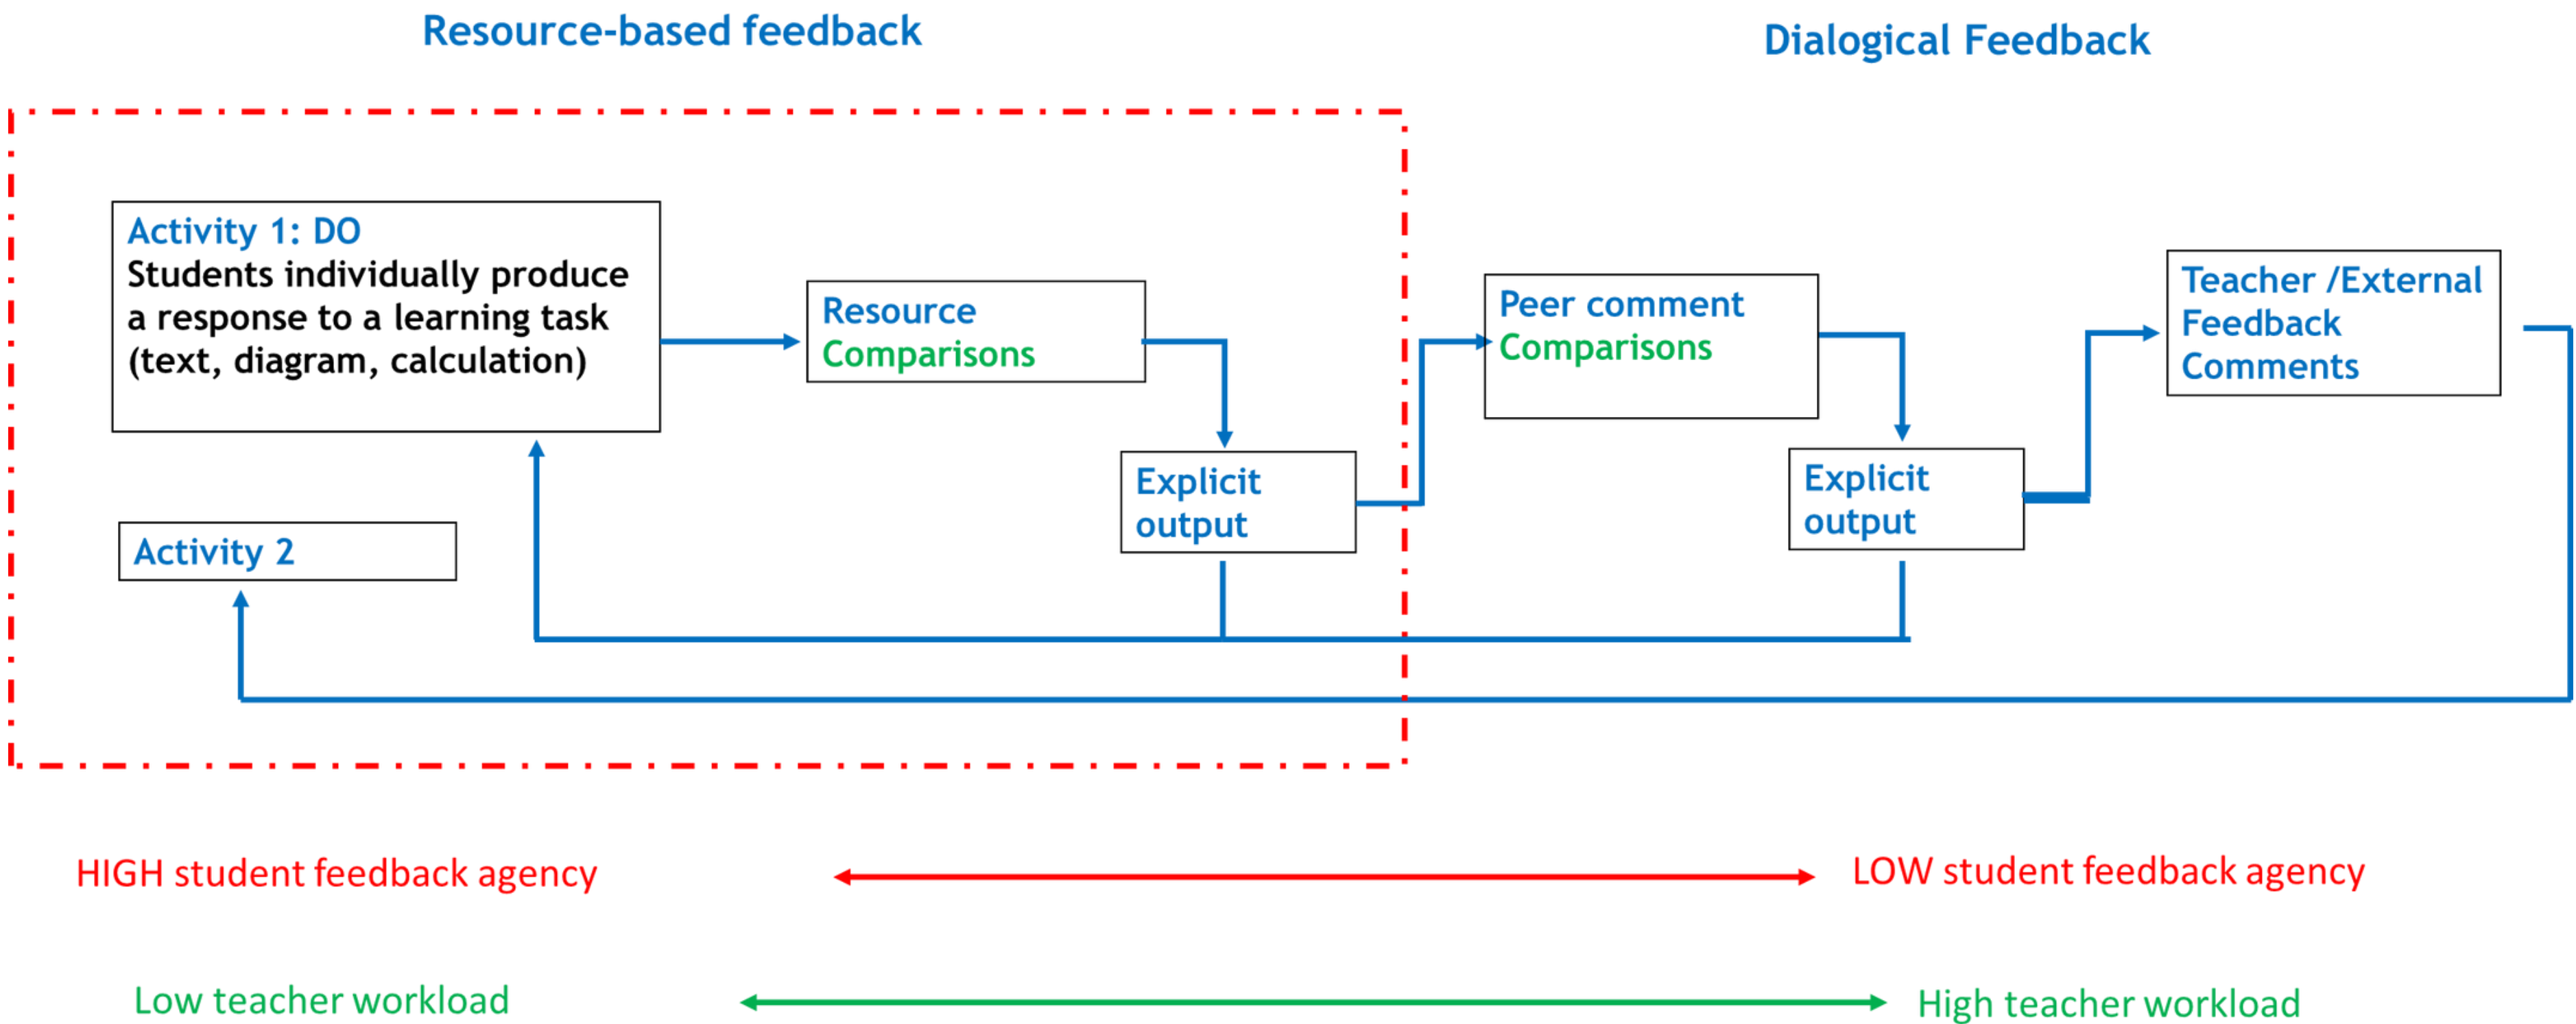 Resource-based feedback
Dialogical Feedback
Activity 1: DO
Students individually produce
a response to a learning task
(text, diagram, calculation)
Resource
Comparisons
Explicit
output
Activity 2
Peer comment
Comparisons
Explicit
output
Teacher /External
Feedback
Comments
HIGH student feedback agency
LOW student feedback agency
Low teacher workload
High teacher workload